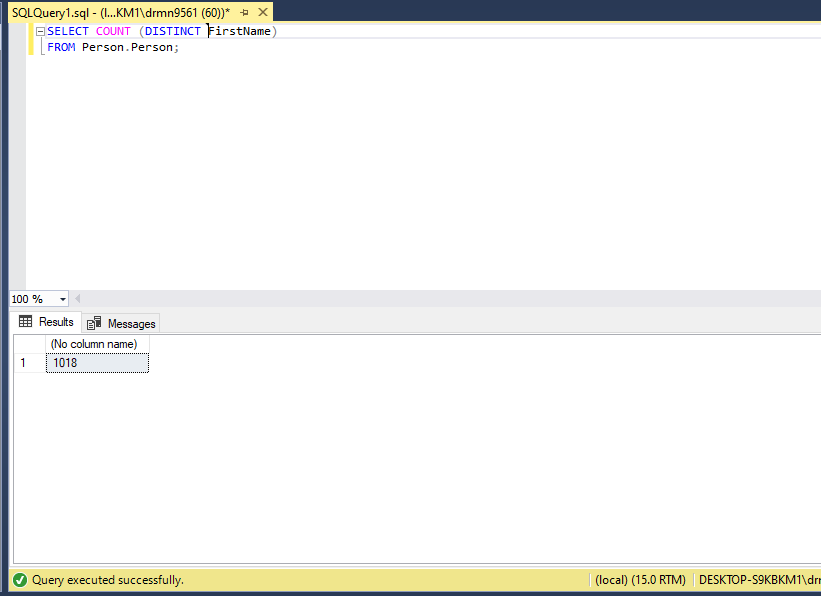 SQLQuery1.sql - (l...KM1\drmn9561 (60))*
SELECT COUNT (DISTINCT FirstName)
FROM Person.Person;
100 %
Results Messages
(No column name)
1 1018
Query executed successfully. (local) (15.0 RTM) DESKTOP-S9KBKM1\drm